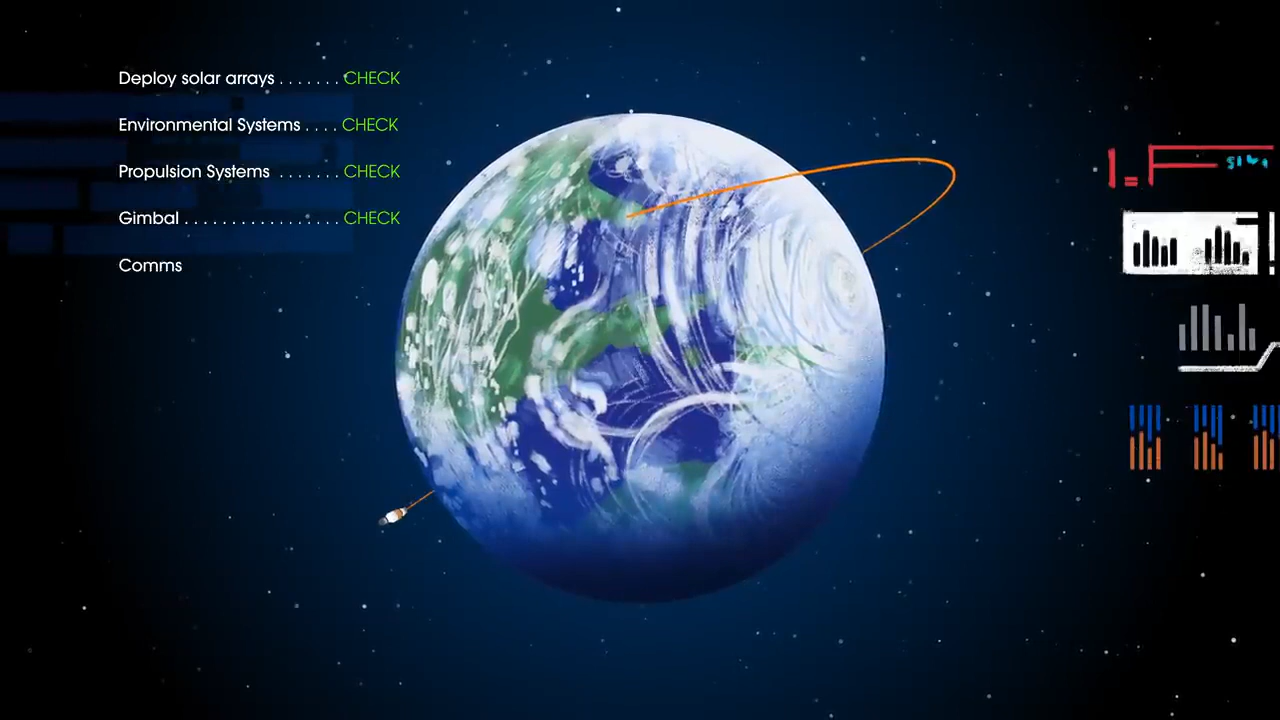 Deploy solar arrays . . . . . . . CHECK
Environmental Systems . . . . CHECK
Propulsion Systems . . . . . . . CHECK
Gimbal . . . . . . . . . . . . . . . . . CHECK
Comms